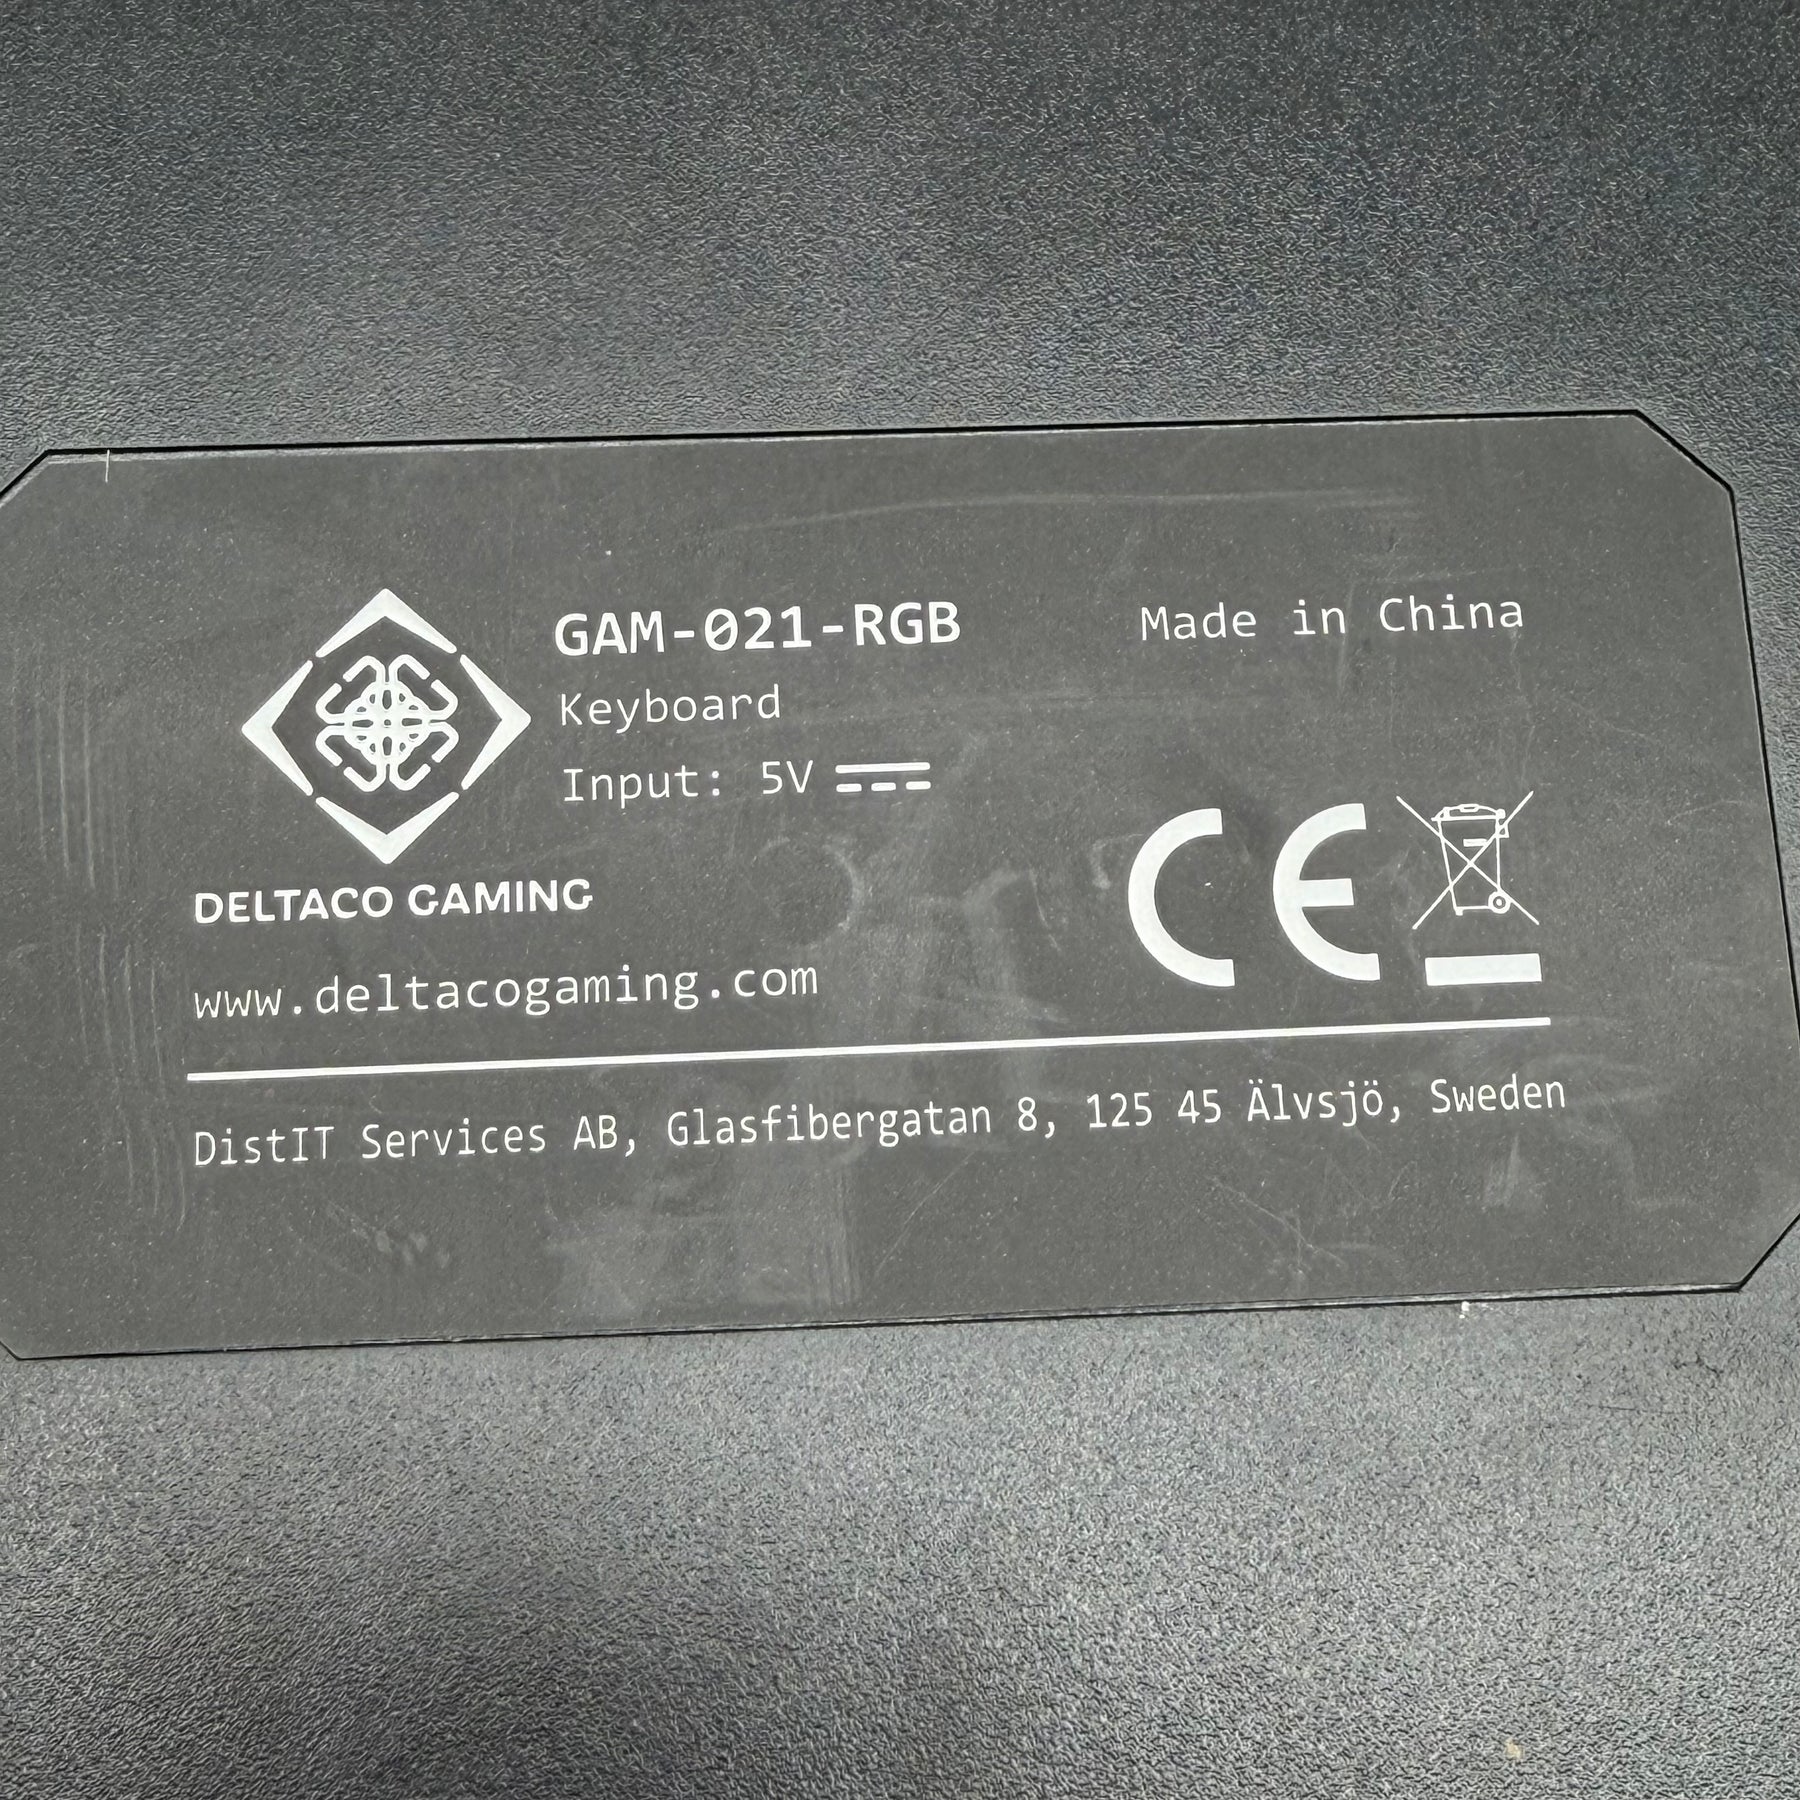 GAM-021-RGB
Keyboard
Input: 5V
Made in China
DELTACO GAMING
www.deltacogaming.com
CE
DistIT Services AB, Glasfibergatan 8, 125 45 Älvsjö, Sweden